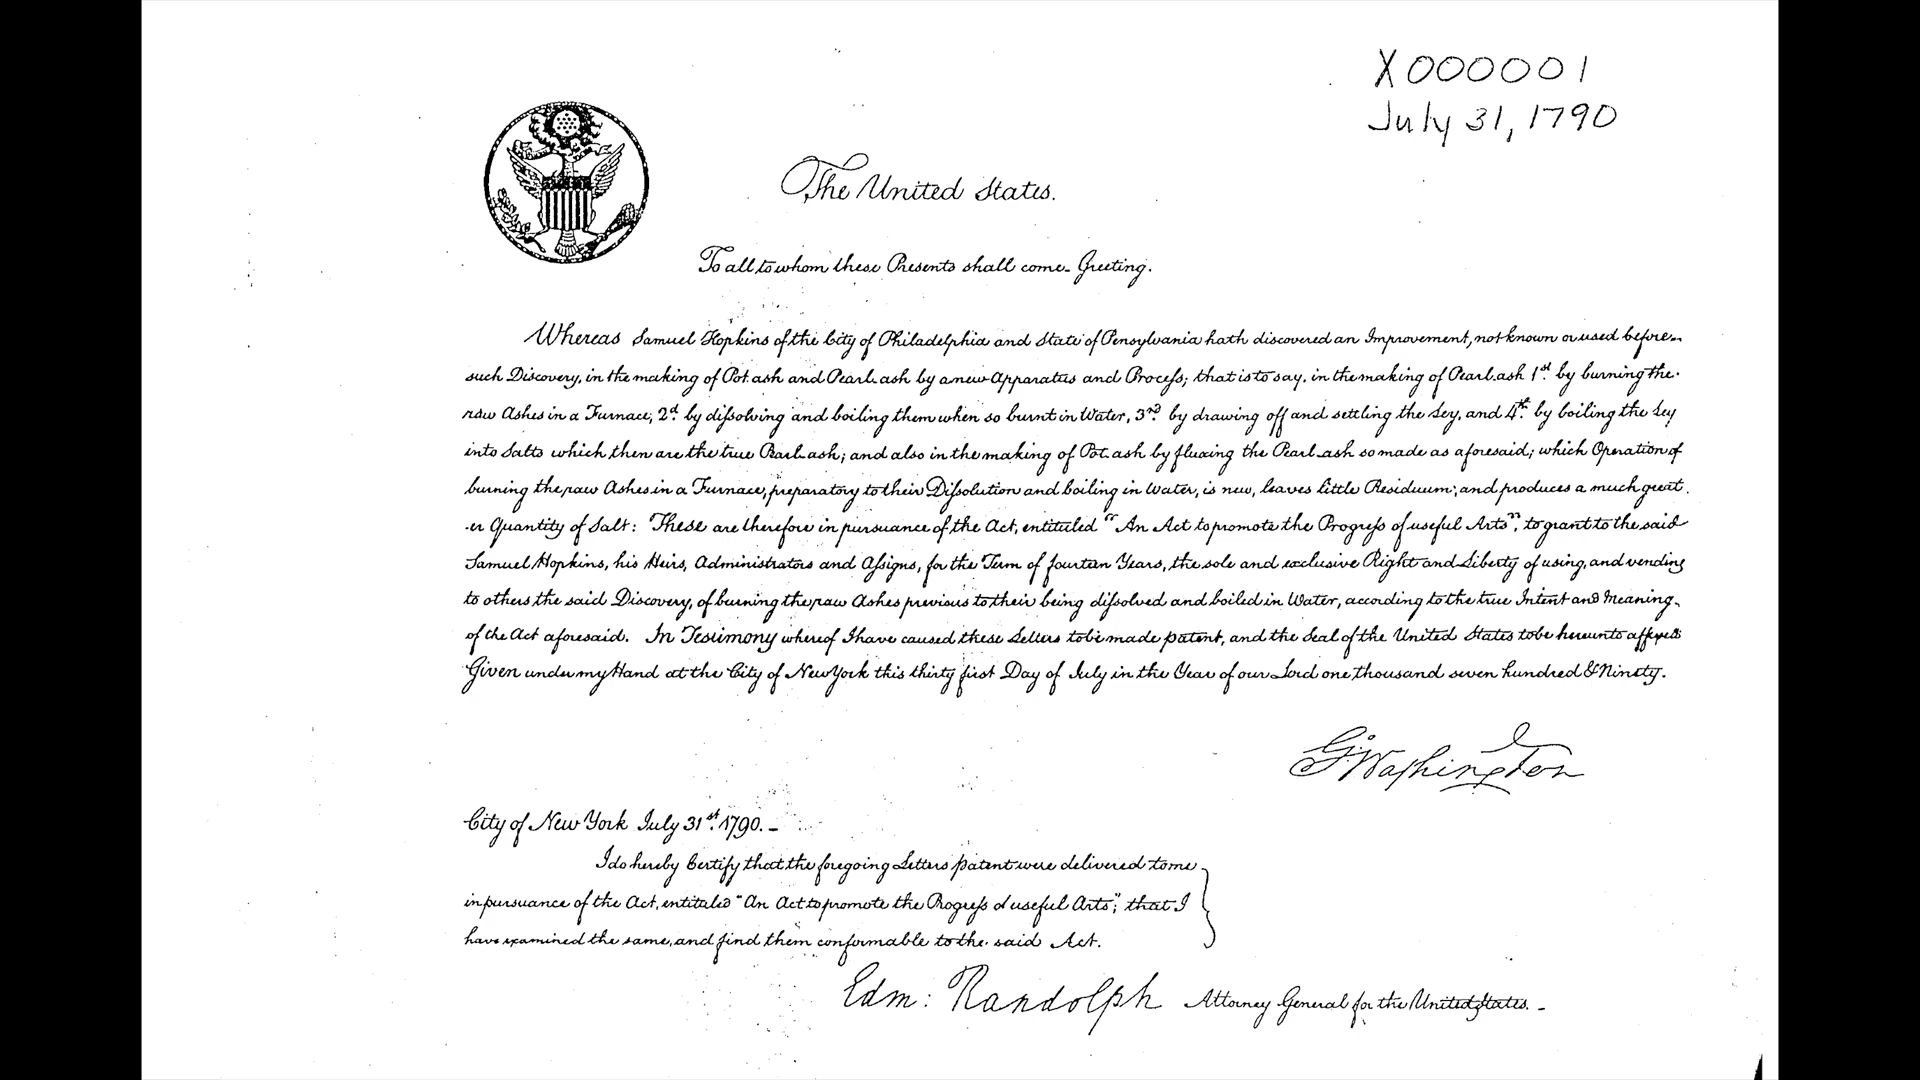 X000001
July 31, 1790
The United States.
To all to whom these Presents shall come Greeting.
Whereas Samuel Hopkins of the City of Philadelphia and State of Pensylvania hath discovered an Improvement, not known or used before
such Discovery, in the making of Pot ash and Pearl ash by a new Apparatus and Process; that is to say, in the making of Pearl ash 1st. by burning the
raw Ashes in a Furnace, 2d. by dissolving and boiling them when so burnt in Water, 3rd. by drawing off and settling the Ley, and 4th. by boiling the Ley
into Salts which then are the true Pearl ash; and also in the making of Pot ash by fluxing the Pearl ash so made as aforesaid; which Operation of
burning the raw Ashes in a Furnace, preparatory to their Dissolution and boiling in Water, is new, leaves little Residuum; and produces a much great
er Quantity of Salt: These are therefore in pursuance of the Act, entituled "An Act to promote the Progress of useful Arts", to grant to the said
Samuel Hopkins, his Heirs, Administrators and Assigns, for the Term of fourteen Years, the sole and exclusive Right and Liberty of using, and vending
to others the said Discovery, of burning the raw Ashes previous to their being dissolved and boiled in Water, according to the true Intent and Meaning
of the Act aforesaid. In Testimony whereof I have caused these Letters to be made patent, and the Seal of the United States to be hereunto affixed
Given under my Hand at the City of New York this thirty first Day of July in the Year of our Lord one thousand seven hundred & Ninety.
G. Washington
City of New York July 31st. 1790. -
I do hereby Certify that the foregoing Letters patent were delivered to me
in pursuance of the Act, entituled "An Act to promote the Progress of useful Arts"; that I
have examined the same, and find them conformable to the said Act.
Edm: Randolph Attorney General for the United States. -